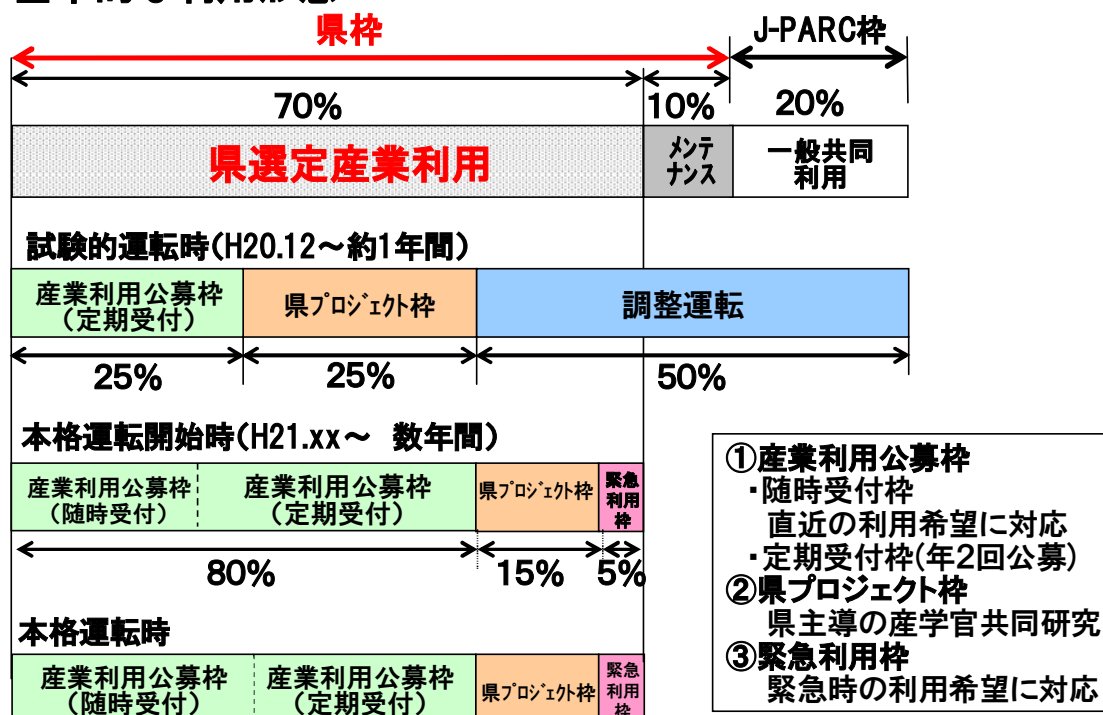 県枠
J-PARC枠
70%
10%
20%
県選定産業利用
メンテ
ナンス
一般共同
利用
試験的運転時(H20.12～約1年間)
産業利用公募枠
(定期受付)
県プロジェクト枠
調整運転
25%
25%
50%
本格運転開始時(H21.xx～ 数年間)
産業利用公募枠
(随時受付)
産業利用公募枠
(定期受付)
県プロジェクト枠
緊急
利用
枠
80%
15%
5%
本格運転時
産業利用公募枠
(随時受付)
産業利用公募枠
(定期受付)
県プロジェクト枠
緊急
利用
枠
①産業利用公募枠
・随時受付枠
直近の利用希望に対応
・定期受付枠(年2回公募)
②県プロジェクト枠
県主導の産学官共同研究
③緊急利用枠
緊急時の利用希望に対応